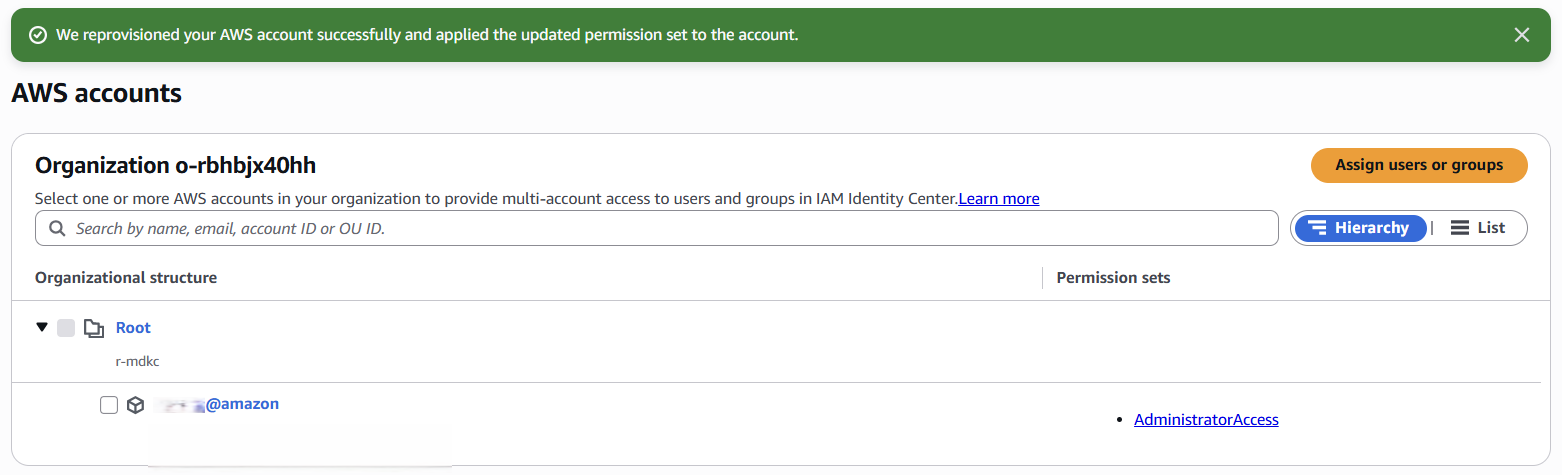 We reprovisioned your AWS account successfully and applied the updated permission set to the account.
AWS accounts
Organization o-rbhbjx40hh
Assign users or groups
Select one or more AWS accounts in your organization to provide multi-account access to users and groups in IAM Identity Center.Learn more
Search by name, email, account ID or OU ID.
Hierarchy | List
Organizational structure
Permission sets
Root
r-mdkc
@amazon
AdministratorAccess